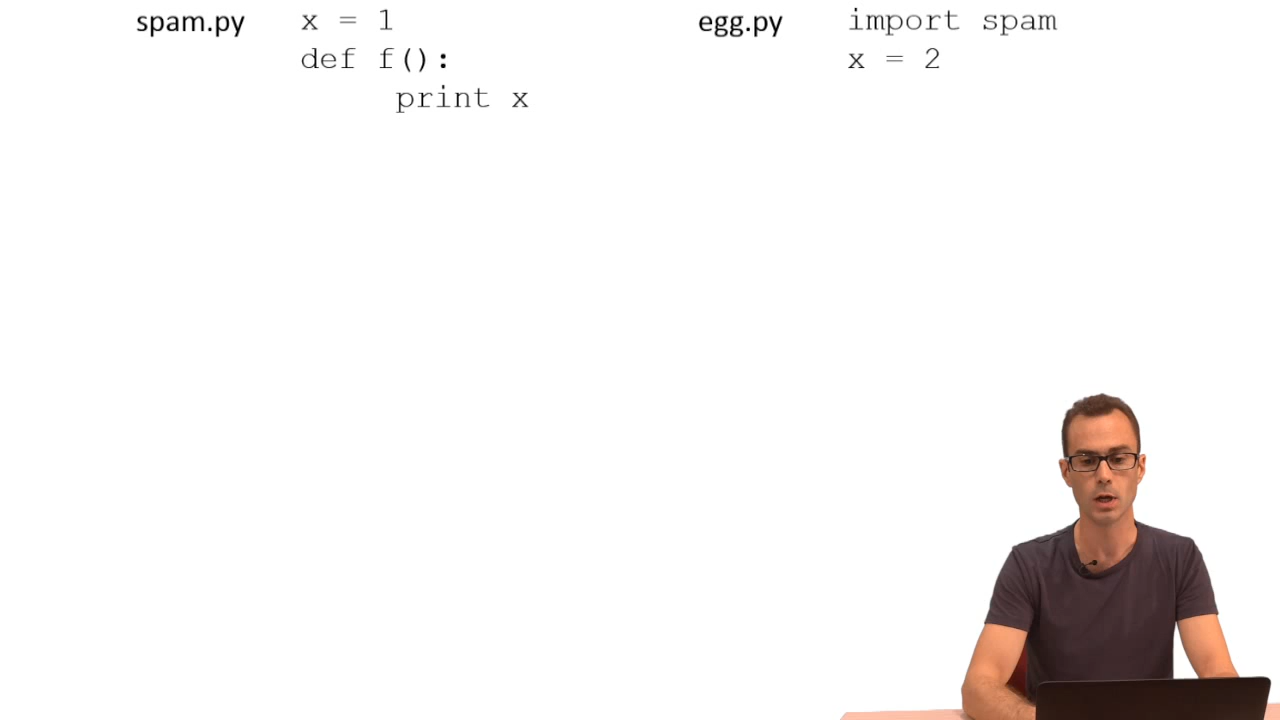 spam.py
x = 1
def f():
print x
egg.py
import spam
x = 2